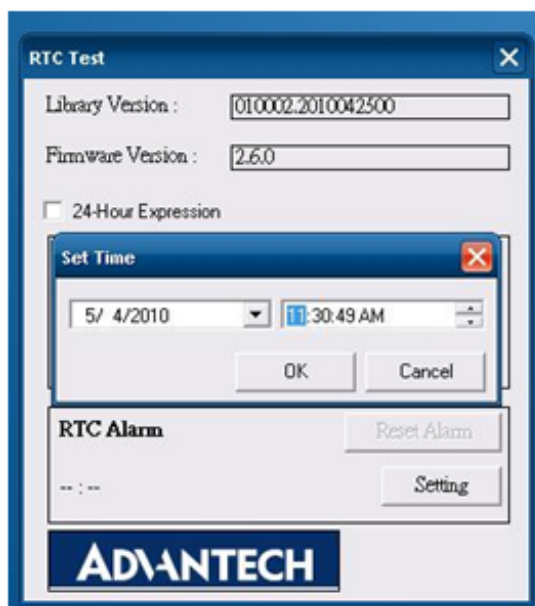 RTC Test
Library Version : 010002.2010042500
Firmware Version : 2.6.0
24-Hour Expression
Set Time
5/ 4/2010 11:30:49 AM
OK Cancel
RTC Alarm Reset Alarm
-- : -- Setting
ADVANTECH